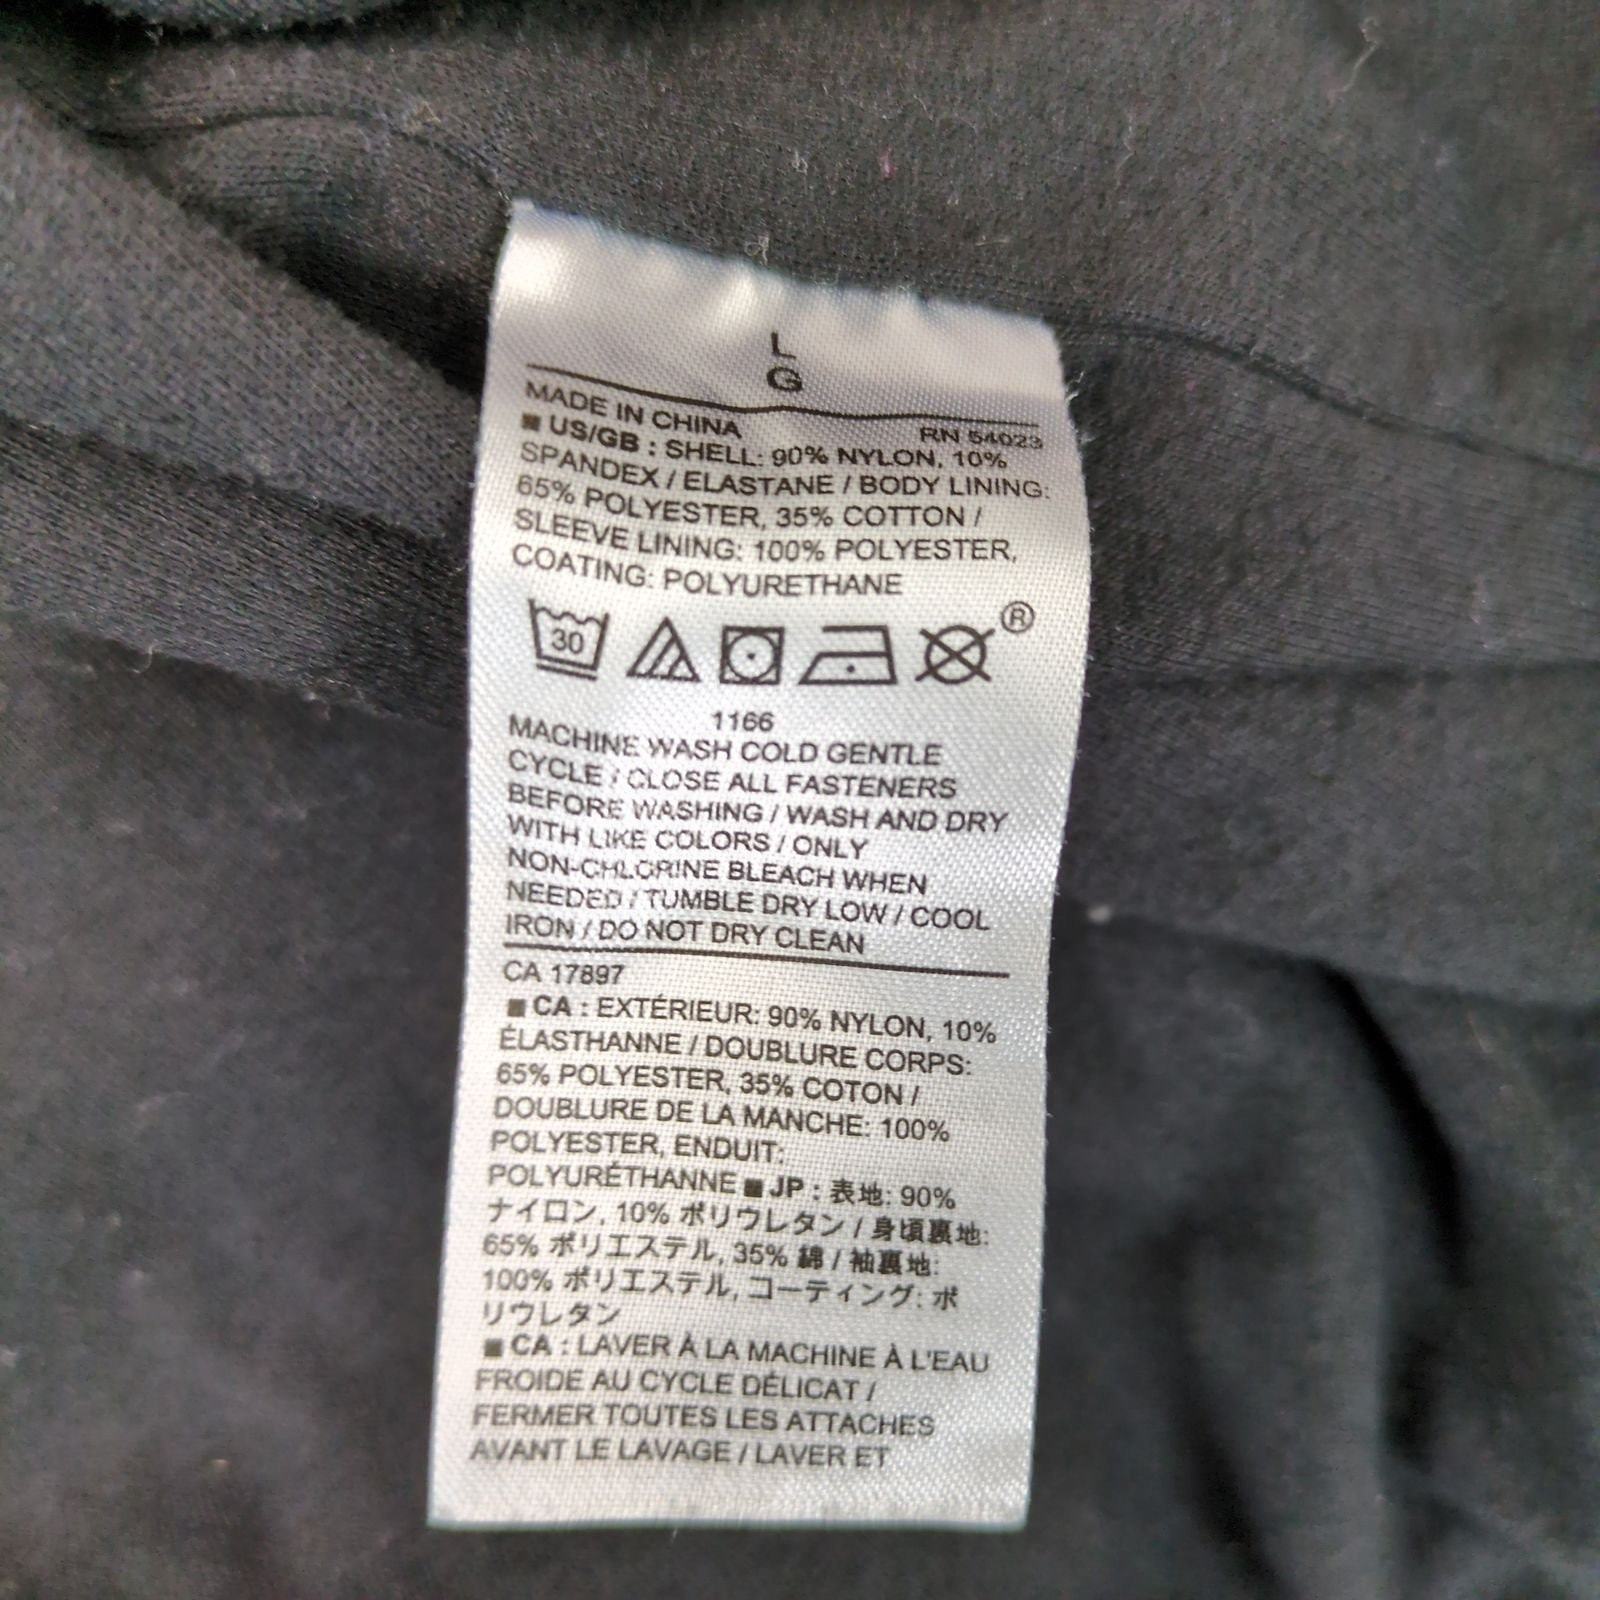 L
G
MADE IN CHINA RN 54023
■ US/GB : SHELL: 90% NYLON, 10%
SPANDEX / ELASTANE / BODY LINING:
65% POLYESTER, 35% COTTON /
SLEEVE LINING: 100% POLYESTER,
COATING: POLYURETHANE
30 ®
1166
MACHINE WASH COLD GENTLE
CYCLE / CLOSE ALL FASTENERS
BEFORE WASHING / WASH AND DRY
WITH LIKE COLORS / ONLY
NON-CHLORINE BLEACH WHEN
NEEDED / TUMBLE DRY LOW / COOL
IRON / DO NOT DRY CLEAN
CA 17897
■ CA : EXTÉRIEUR: 90% NYLON, 10%
ÉLASTHANNE / DOUBLURE CORPS:
65% POLYESTER, 35% COTON /
DOUBLURE DE LA MANCHE: 100%
POLYESTER, ENDUIT:
POLYURÉTHANNE ■ JP : 表地: 90%
ナイロン, 10% ポリウレタン / 身頃裏地:
65% ポリエステル, 35% 綿 / 袖裏地:
100% ポリエステル, コーティング: ポ
リウレタン
■ CA : LAVER À LA MACHINE À L'EAU
FROIDE AU CYCLE DÉLICAT /
FERMER TOUTES LES ATTACHES
AVANT LE LAVAGE / LAVER ET